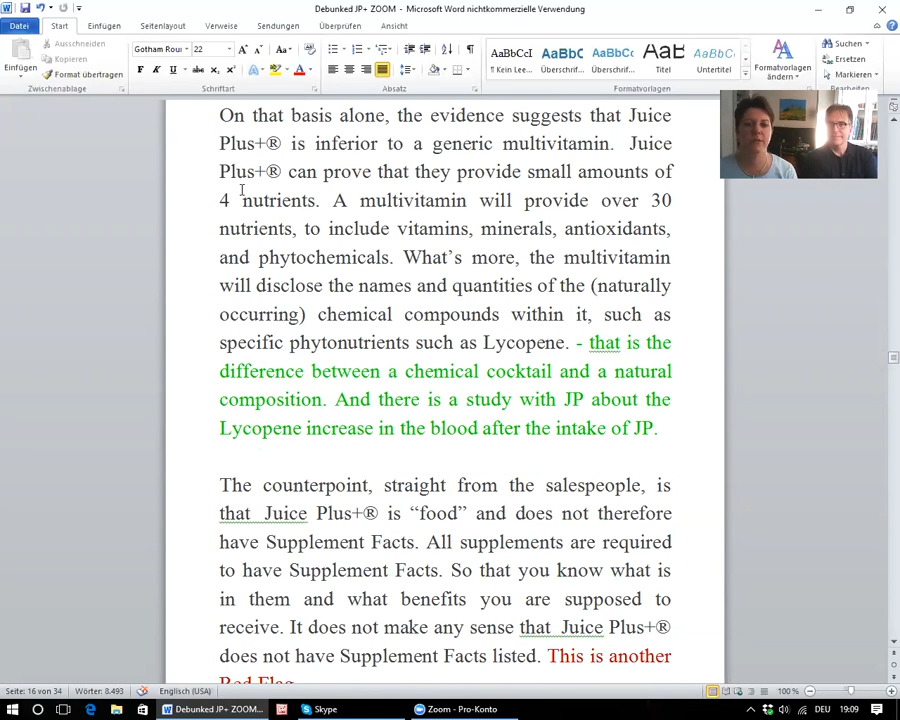 Debunked JP+ ZOOM - Microsoft Word nichtkommerzielle Verwendung
Datei Start Einfügen Seitenlayout Verweise Sendungen Überprüfen Ansicht
Ausschneiden
Kopieren
Format übertragen
Einfügen
Gotham Roun 22
AaBbCcI AaBbC AaBbCc AaB AaBbCc.
¶ Kein Lee... Überschrif... Überschrif... Titel Untertitel
Formatvorlagen ändern
Suchen
Ersetzen
Markieren
Zwischenablage Schriftart Absatz Formatvorlagen Bearbeiten
On that basis alone, the evidence suggests that Juice
Plus+® is inferior to a generic multivitamin. Juice
Plus+® can prove that they provide small amounts of
4 nutrients. A multivitamin will provide over 30
nutrients, to include vitamins, minerals, antioxidants,
and phytochemicals. What's more, the multivitamin
will disclose the names and quantities of the (naturally
occurring) chemical compounds within it, such as
specific phytonutrients such as Lycopene. - that is the
difference between a chemical cocktail and a natural
composition. And there is a study with JP about the
Lycopene increase in the blood after the intake of JP.
The counterpoint, straight from the salespeople, is
that Juice Plus+® is “food” and does not therefore
have Supplement Facts. All supplements are required
to have Supplement Facts. So that you know what is
in them and what benefits you are supposed to
receive. It does not make any sense that Juice Plus+®
does not have Supplement Facts listed. This is another
Red Flag
Seite: 16 von 34 Wörter: 8.493 Englisch (USA) 100 %
Debunked JP+ ZOO... Skype Zoom - Pro-Konto DEU 19:09